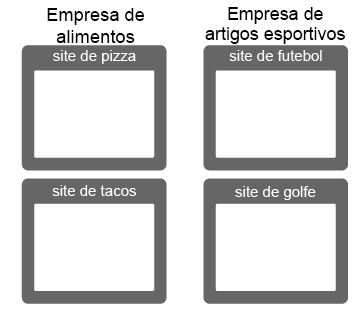 Empresa de
alimentos
site de pizza
site de tacos
Empresa de
artigos esportivos
site de futebol
site de golfe